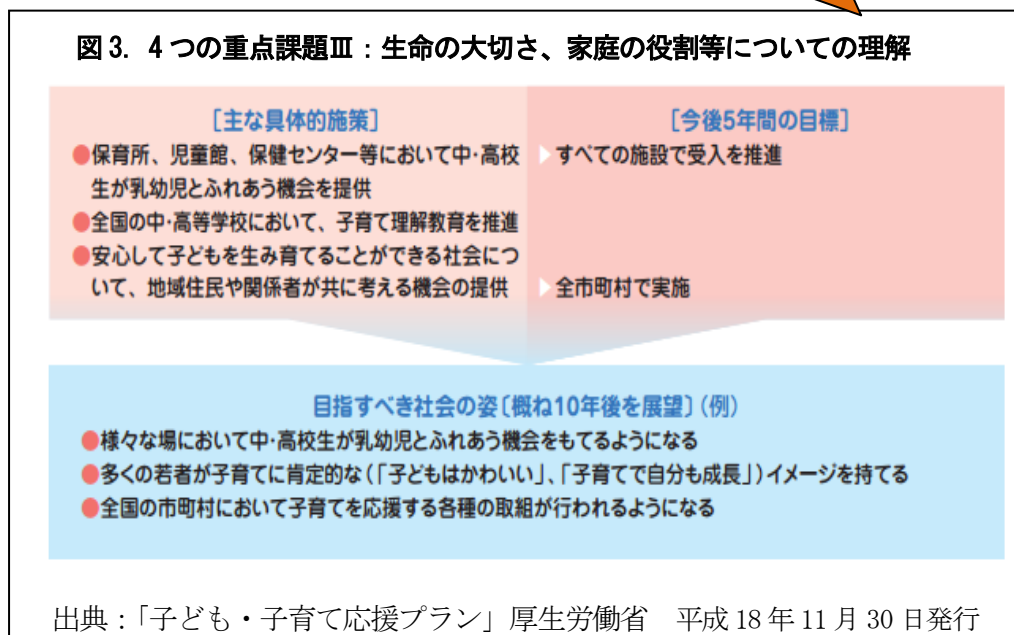 図3. 4つの重点課題Ⅲ:生命の大切さ、家庭の役割等についての理解
[主な具体的施策]
●保育所、児童館、保健センター等において中・高校
生が乳幼児とふれあう機会を提供
●全国の中・高等学校において、子育て理解教育を推進
●安心して子どもを生み育てることができる社会につ
いて、地域住民や関係者が共に考える機会の提供
[今後5年間の目標]
▷すべての施設で受入を推進
▷全市町村で実施
目指すべき社会の姿〔概ね10年後を展望〕(例)
●様々な場において中・高校生が乳幼児とふれあう機会をもてるようになる
●多くの若者が子育てに肯定的な(「子どもはかわいい」、「子育てで自分も成長」)イメージを持てる
●全国の市町村において子育てを応援する各種の取組が行われるようになる
出典:「子ども・子育て応援プラン」厚生労働省 平成18年11月30日発行